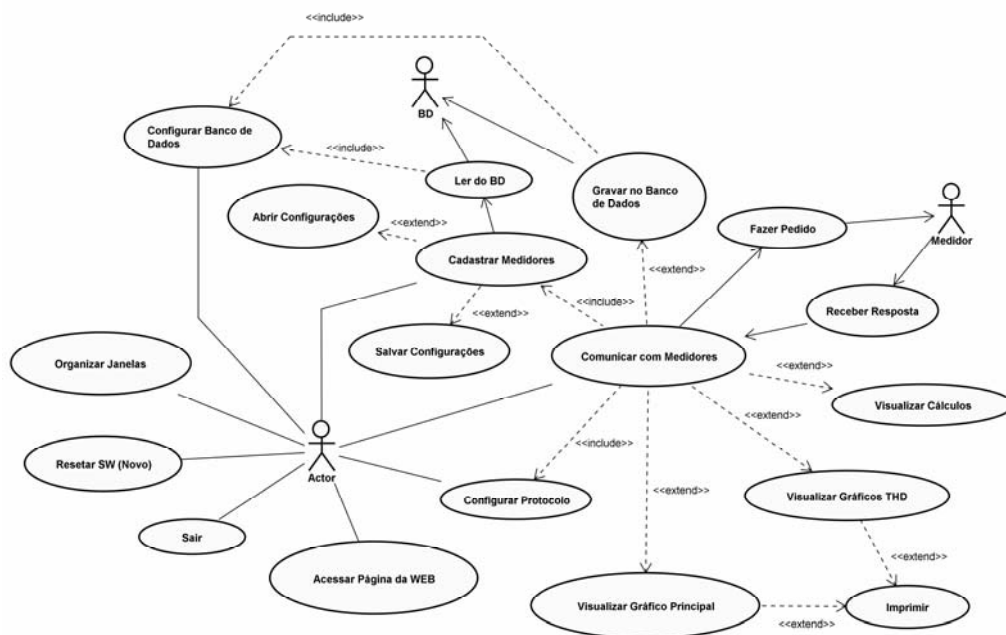 <<include>>
BD
Configurar Banco de
Dados
<<include>>
Ler do BD
Gravar no Banco
de Dados
Medidor
Abrir Configurações
<<extend>>
Fazer Pedido
Cadastrar Medidores
<<extend>>
<<include>>
<<extend>>
Receber Resposta
Salvar Configurações
Comunicar com Medidores
Organizar Janelas
<<extend>>
Visualizar Cálculos
<<extend>>
Resetar SW (Novo)
Actor
<<include>>
Configurar Protocolo
<<extend>>
Visualizar Gráficos THD
Sair
<<extend>>
Acessar Página da WEB
Visualizar Gráfico Principal
<<extend>>
Imprimir